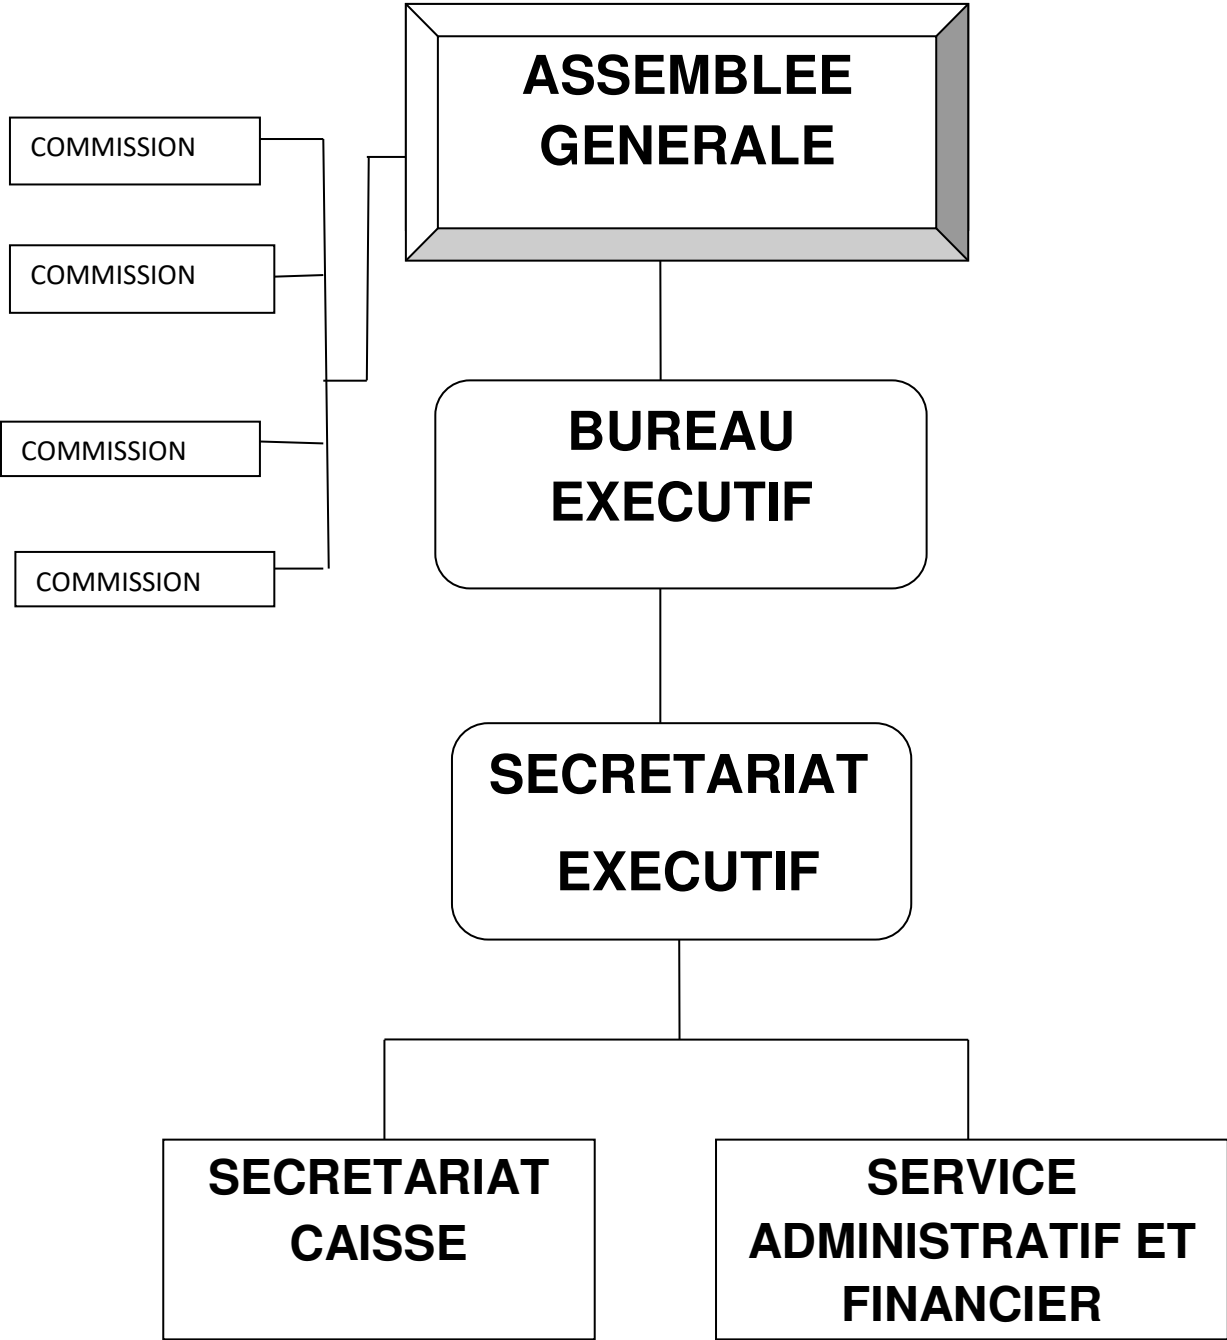 ASSEMBLEE
GENERALE
COMMISSION
COMMISSION
COMMISSION
COMMISSION
BUREAU
EXECUTIF
SECRETARIAT
EXECUTIF
SECRETARIAT
CAISSE
SERVICE
ADMINISTRATIF ET
FINANCIER